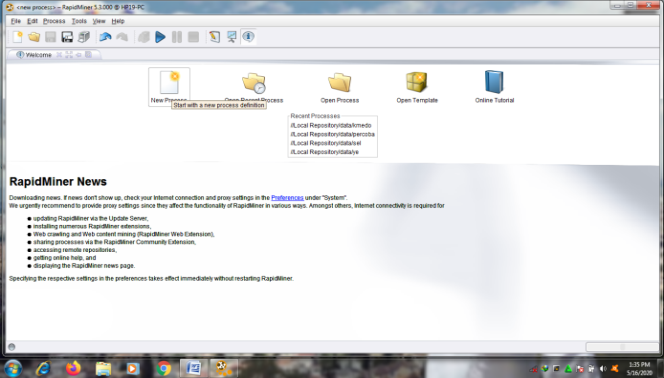 <new process> – RapidMiner 5.3.000 @ HP19-PC
File Edit Process Tools View Help
Welcome
New Process Open Recent Process Open Process Open Template Online Tutorial
Start with a new process definition
Recent Processes
//Local Repository/data/kmedo
//Local Repository/data/percoba
//Local Repository/data/sel
//Local Repository/data/ye
RapidMiner News
Downloading news. If news don't show up, check your Internet connection and proxy settings in the Preferences under "System".
We urgently recommend to provide proxy settings since they affect the functionality of RapidMiner in various ways. Amongst others, Internet connectivity is required for
● updating RapidMiner via the Update Server,
● installing numerous RapidMiner extensions,
● Web crawling and Web content mining (RapidMiner Web Extension),
● sharing processes via the RapidMiner Community Extension,
● accessing remote repositories,
● getting online help, and
● displaying the RapidMiner news page.
Specifying the respective settings in the preferences takes effect immediately without restarting RapidMiner.
1:35 PM
5/16/2020